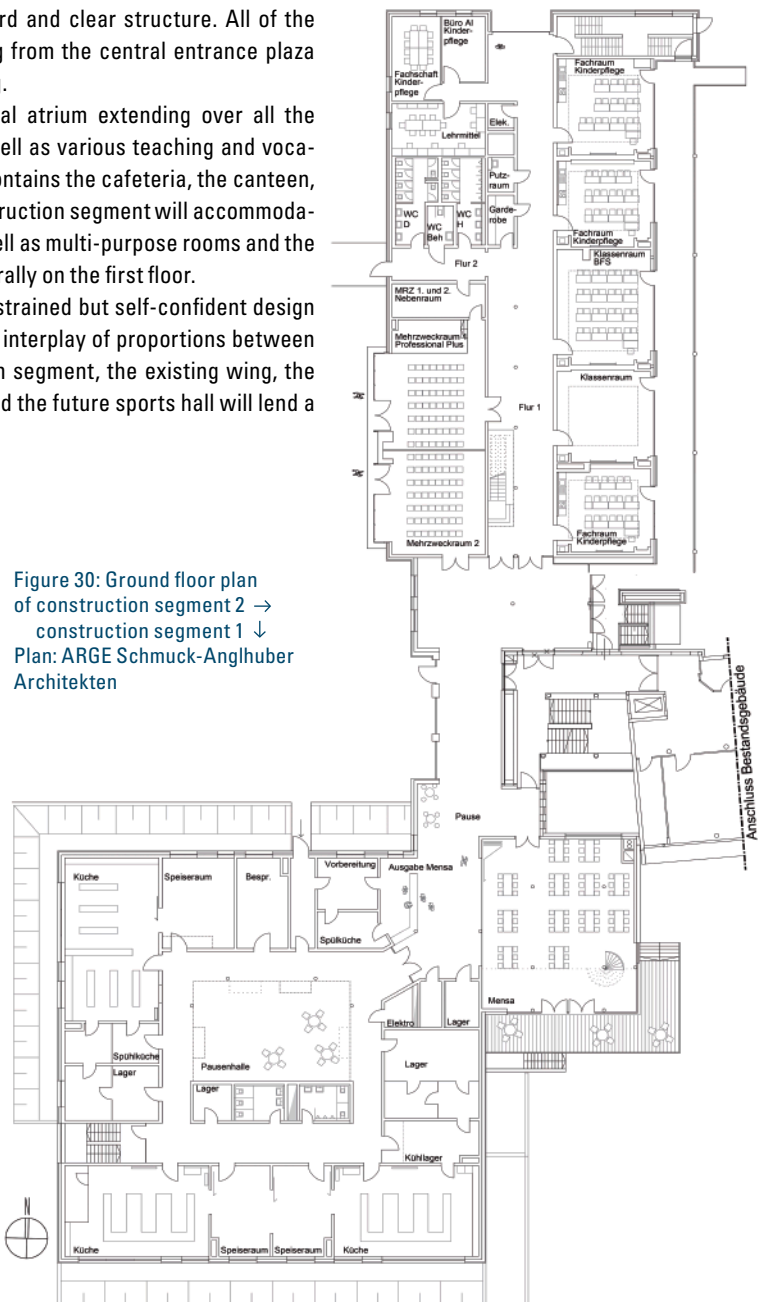 rd and clear structure. All of the
g from the central entrance plaza
al atrium extending over all the
ell as various teaching and voca-
ontains the cafeteria, the canteen,
ruction segment will accommoda-
ell as multi-purpose rooms and the
rally on the first floor.
strained but self-confident design
interplay of proportions between
n segment, the existing wing, the
d the future sports hall will lend a
Figure 30: Ground floor plan
of construction segment 2 →
construction segment 1 ↓
Plan: ARGE Schmuck-Anglhuber
Architekten
Fachschaft
Kinder-
pflege
Büro AI
Kinder-
pflege
Fachraum
Kinderpflege
Lehrmittel
Elek.
Putz-
raum
WC
D
WC
Beh
WC
H
Garde-
robe
Fachraum
Kinderpflege
Klassenraum
BFS
Flur 2
MRZ 1. und 2.
Nebenraum
Mehrzweckraum 1
Professional Plus
Klassenraum
Flur 1
Mehrzweckraum 2
Fachraum
Kinderpflege
Anschluss Bestandsgebäude
Pause
Küche
Speiseraum
Bespr.
Vorbereitung
Ausgabe Mensa
Spülküche
Mensa
Elektro
Lager
Pausenhalle
Spühlküche
Lager
Lager
Lager
Kühllager
N
Küche
Speiseraum
Speiseraum
Küche